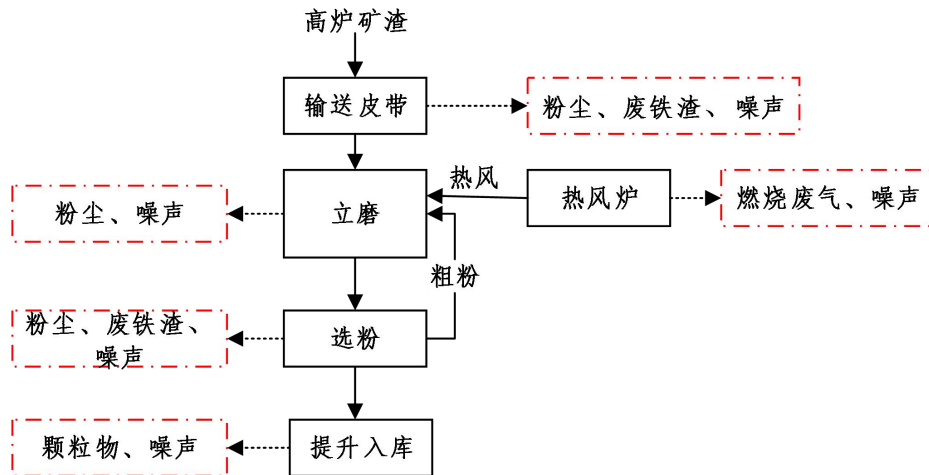 高炉矿渣
输送皮带
粉尘、废铁渣、噪声
热风
粉尘、噪声
立磨
热风炉
燃烧废气、噪声
粗粉
粉尘、废铁渣、
噪声
选粉
颗粒物、噪声
提升入库